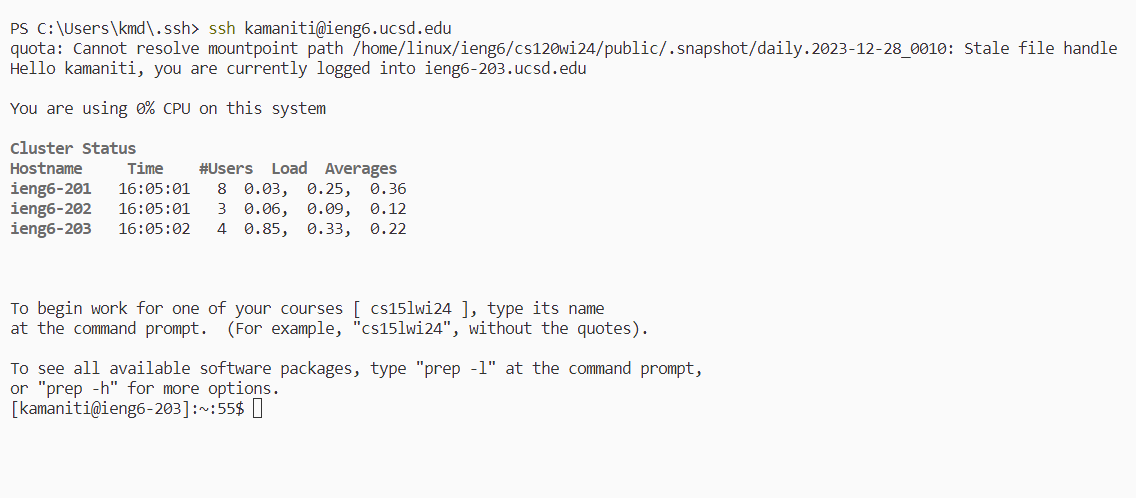 PS C:\Users\kmd\.ssh> ssh kamaniti@ieng6.ucsd.edu
quota: Cannot resolve mountpoint path /home/linux/ieng6/cs120wi24/public/.snapshot/daily.2023-12-28_0010: Stale file handle
Hello kamaniti, you are currently logged into ieng6-203.ucsd.edu
You are using 0% CPU on this system
Cluster Status
Hostname     Time    #Users  Load  Averages
ieng6-201   16:05:01   8  0.03,  0.25,  0.36
ieng6-202   16:05:01   3  0.06,  0.09,  0.12
ieng6-203   16:05:02   4  0.85,  0.33,  0.22
To begin work for one of your courses [ cs15lwi24 ], type its name
at the command prompt.  (For example, "cs15lwi24", without the quotes).
To see all available software packages, type "prep -l" at the command prompt,
or "prep -h" for more options.
[kamaniti@ieng6-203]:~:55$